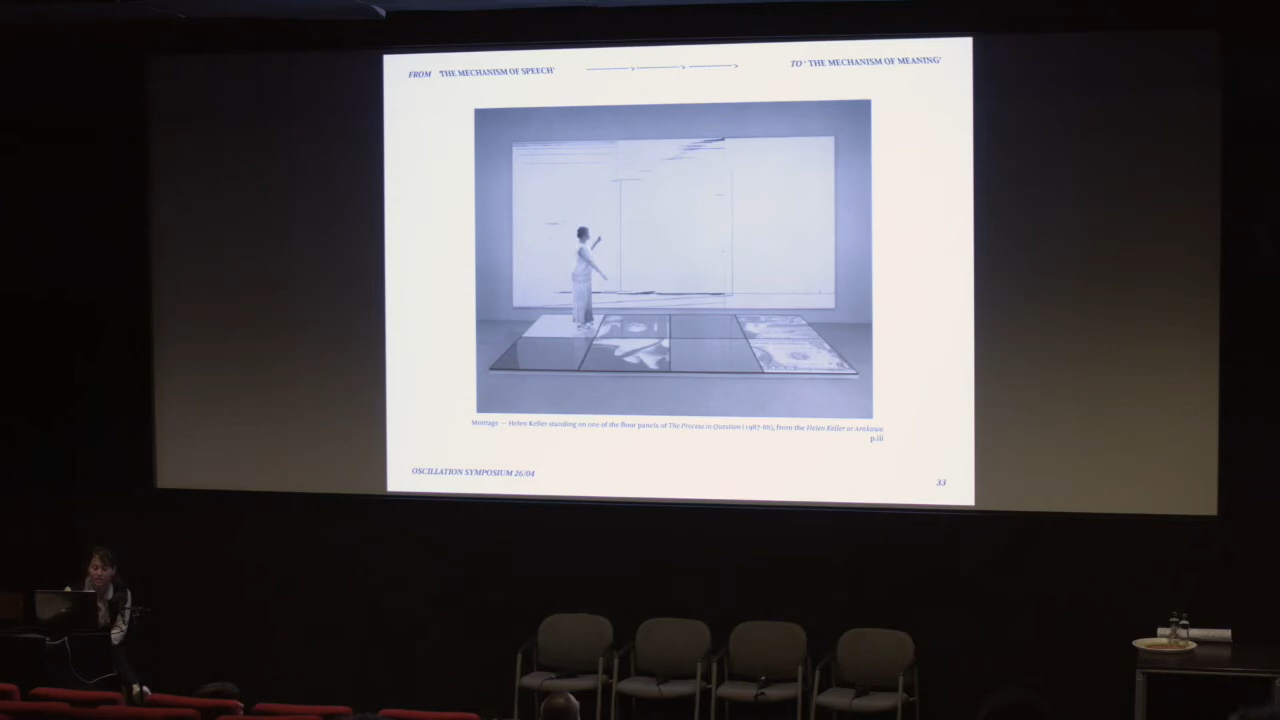 FROM 'THE MECHANISM OF SPEECH'
TO ' THE MECHANISM OF MEANING'
Montage — Helen Keller standing on one of the floor panels of The Process in Question (1987-88), from the Helen Keller or Arakawa
p.iii
OSCILLATION SYMPOSIUM 26/04
33